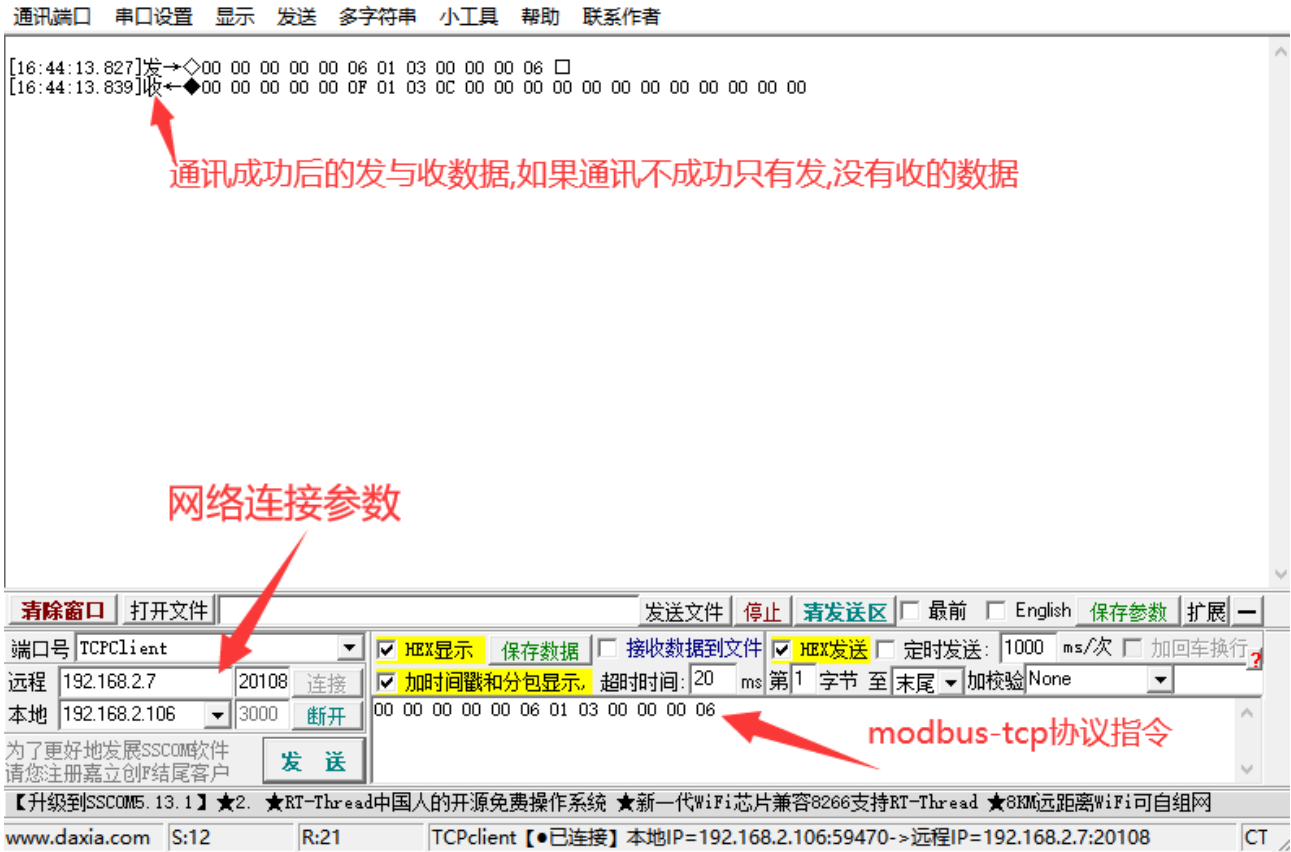 通讯端口 串口设置 显示 发送 多字符串 小工具 帮助 联系作者
[16:44:13.827]发→◇00 00 00 00 00 06 01 03 00 00 00 06 □
[16:44:13.839]收←◆00 00 00 00 00 0F 01 03 0C 00 00 00 00 00 00 00 00 00 00 00 00
通讯成功后的发与收数据,如果通讯不成功只有发,没有收的数据
网络连接参数
清除窗口 打开文件 发送文件 停止 清发送区 最前 English 保存参数 扩展 —
端口号 TCPClient HEX显示 保存数据 接收数据到文件 HEX发送 定时发送: 1000 ms/次 加回车换行 ?
远程 192.168.2.7 20108 连接 加时间戳和分包显示, 超时时间: 20 ms 第1 字节 至 末尾 加校验 None
本地 192.168.2.106 3000 断开 00 00 00 00 00 06 01 03 00 00 00 06
modbus-tcp协议指令
为了更好地发展SSCOM软件
请您注册嘉立创F结尾客户
发 送
【升级到SSCOM5.13.1】★2. ★RT-Thread中国人的开源免费操作系统 ★新一代WiFi芯片兼容8266支持RT-Thread ★8KM远距离WiFi可自组网
www.daxia.com S:12 R:21 TCPclient【●已连接】本地IP=192.168.2.106:59470->远程IP=192.168.2.7:20108 CT